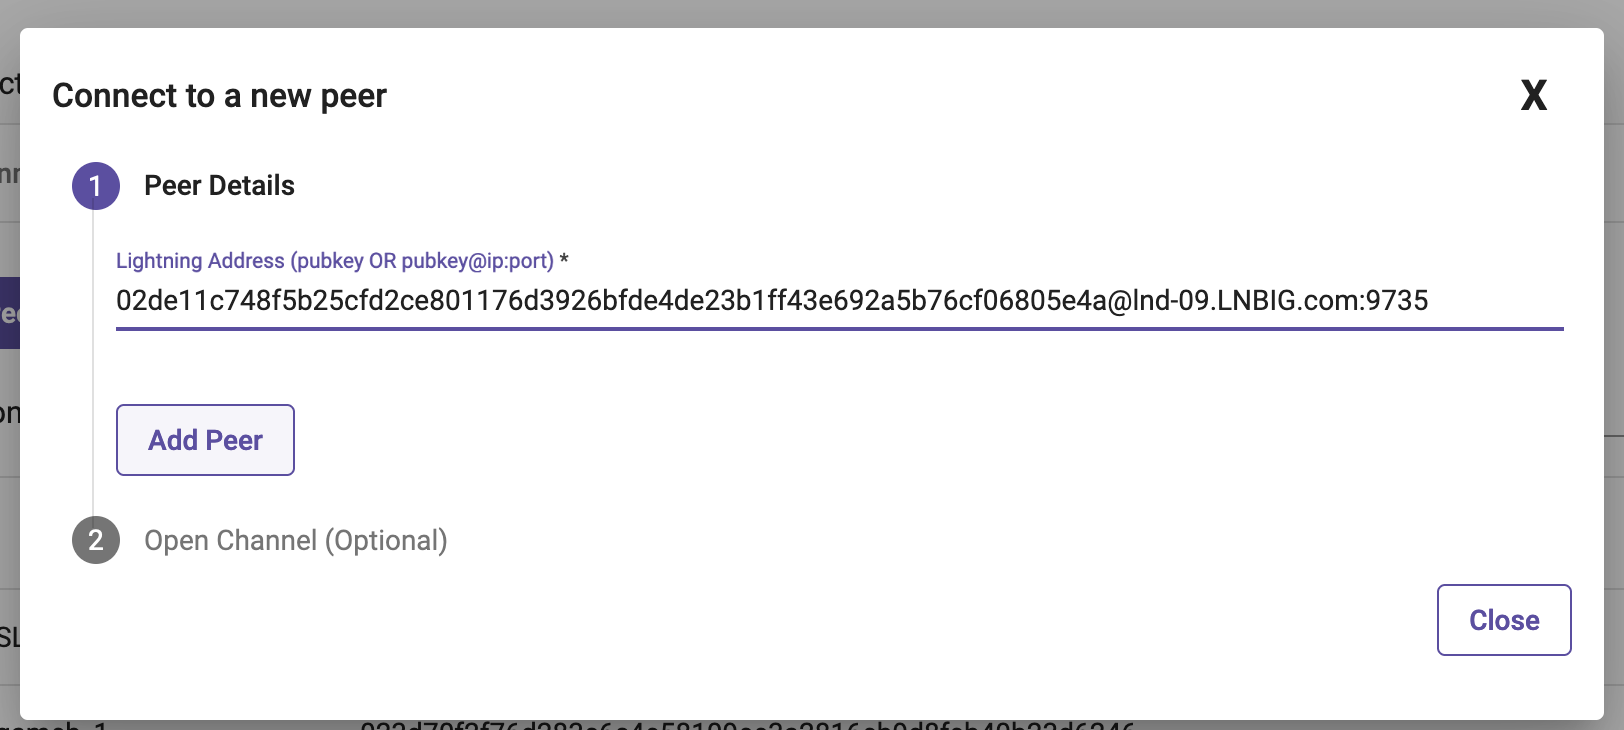 Connect to a new peer
X
1 Peer Details
Lightning Address (pubkey OR pubkey@ip:port) *
02de11c748f5b25cfd2ce801176d3926bfde4de23b1ff43e692a5b76cf06805e4a@lnd-09.LNBIG.com:9735
Add Peer
2 Open Channel (Optional)
Close